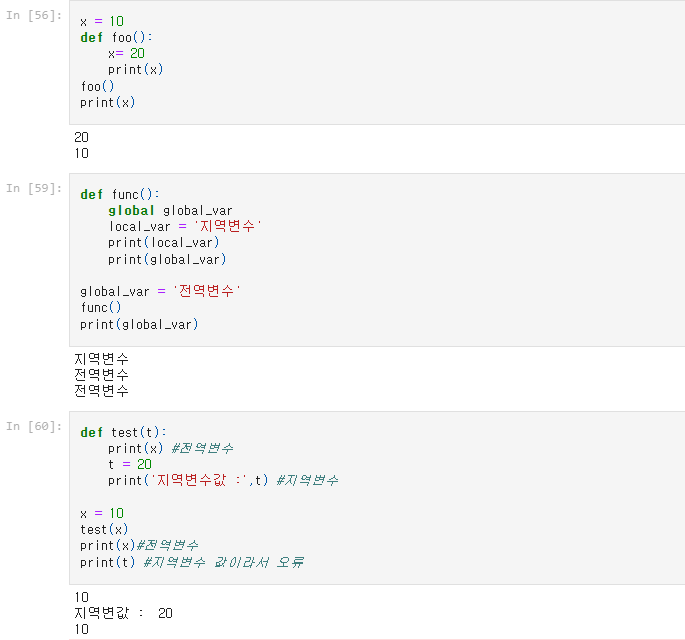 In [56]:
x = 10
def foo():
    x= 20
    print(x)
foo()
print(x)
20
10
In [59]:
def func():
    global global_var
    local_var = '지역변수'
    print(local_var)
    print(global_var)
global_var = '전역변수'
func()
print(global_var)
지역변수
전역변수
전역변수
In [60]:
def test(t):
    print(x) #전역변수
    t = 20
    print('지역변수값 :',t) #지역변수
x = 10
test(x)
print(x)#전역변수
print(t) #지역변수 값이라서 오류
10
지역변값 :  20
10